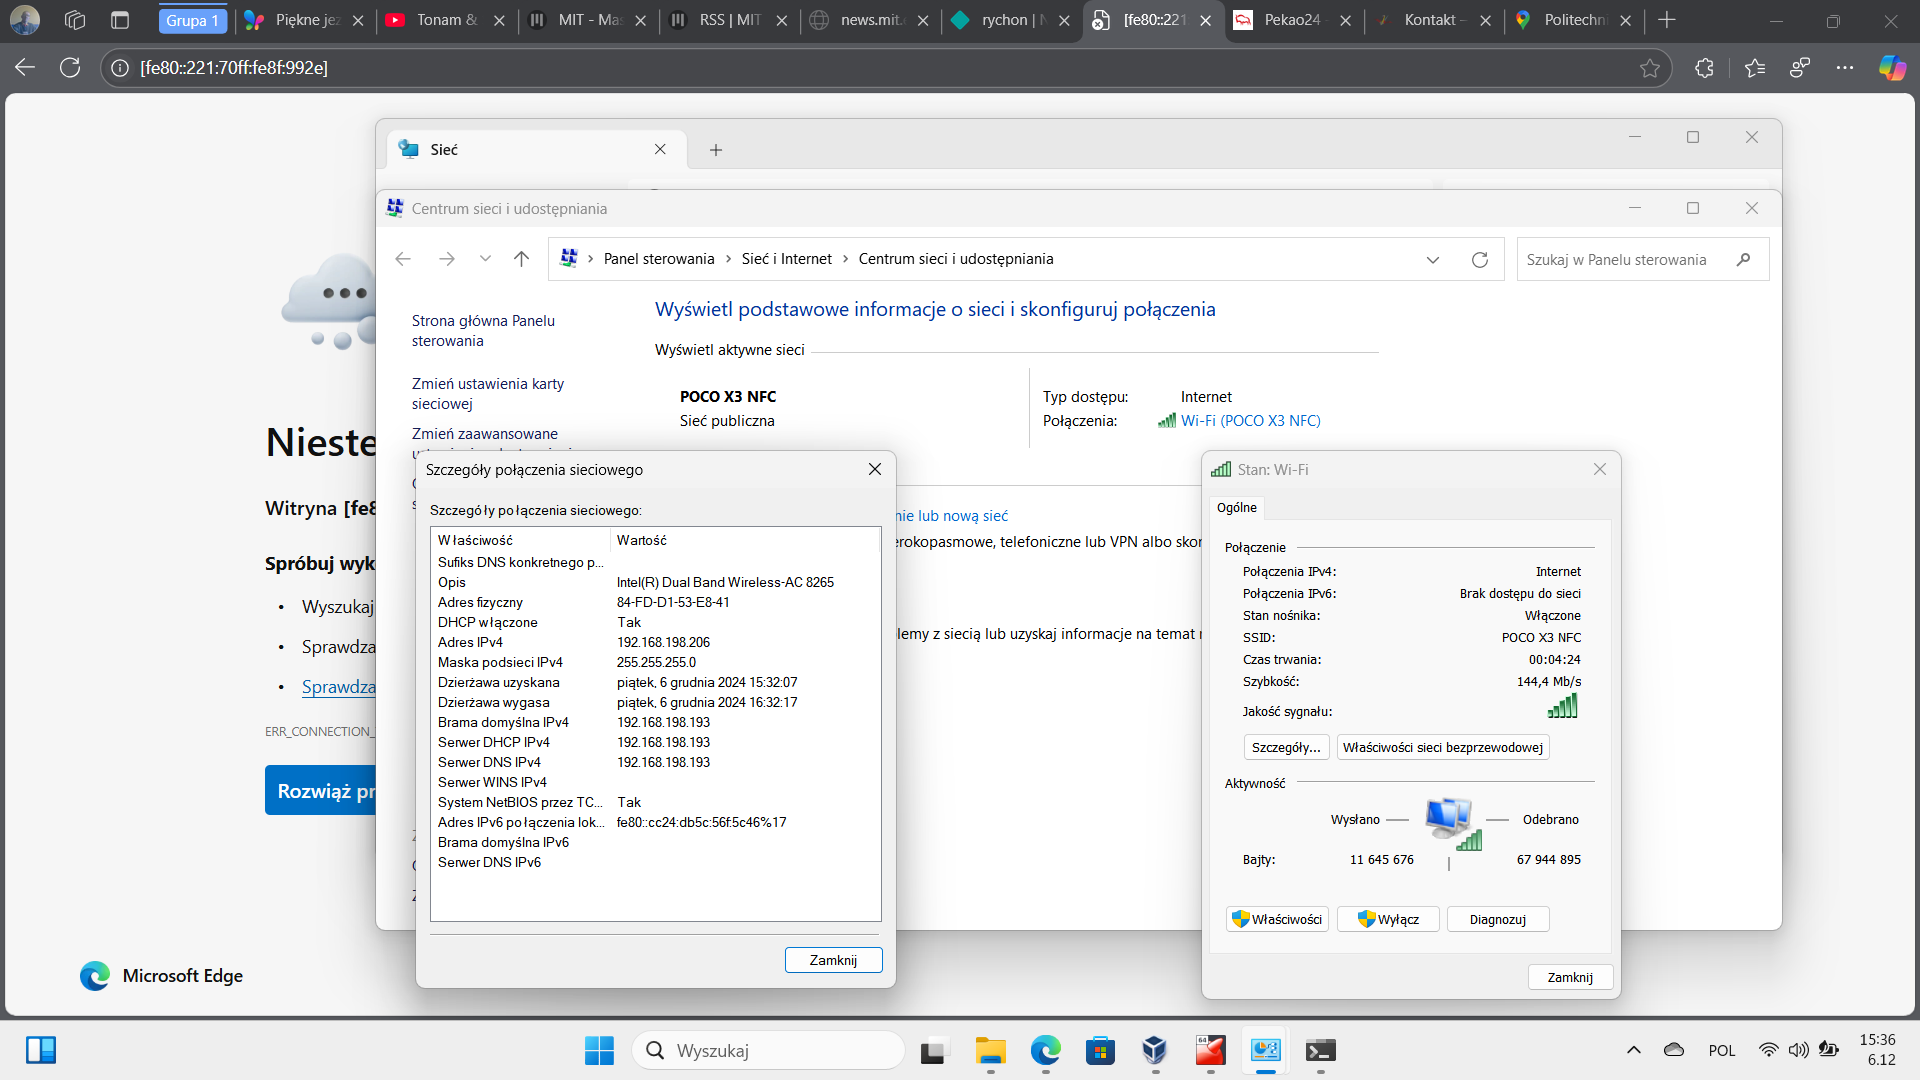 Grupa 1
Piękne jez
Tonam &
MIT - Mas
RSS | MIT
news.mit.
rychon | N
[fe80::221
Pekao24 -
Kontakt –
Politechni
[fe80::221:70ff:fe8f:992e]
Sieć
Centrum sieci i udostępniania
Panel sterowania
Sieć i Internet
Centrum sieci i udostępniania
Szukaj w Panelu sterowania
Strona główna Panelu
sterowania
Zmień ustawienia karty
sieciowej
Zmień zaawansowane
Wyświetl podstawowe informacje o sieci i skonfiguruj połączenia
Wyświetl aktywne sieci
POCO X3 NFC
Sieć publiczna
Typ dostępu: Internet
Połączenia: Wi-Fi (POCO X3 NFC)
nie lub nową sieć
erokopasmowe, telefoniczne lub VPN albo skor
lemy z siecią lub uzyskaj informacje na temat r
Nieste
Witryna [fe8
Spróbuj wyk
• Wyszukaj
• Sprawdza
• Sprawdza
ERR_CONNECTION_
Rozwiąż pr
Microsoft Edge
Szczegóły połączenia sieciowego
Szczegóły połączenia sieciowego:
Właściwość Wartość
Sufiks DNS konkretnego p...
Opis Intel(R) Dual Band Wireless-AC 8265
Adres fizyczny 84-FD-D1-53-E8-41
DHCP włączone Tak
Adres IPv4 192.168.198.206
Maska podsieci IPv4 255.255.255.0
Dzierżawa uzyskana piątek, 6 grudnia 2024 15:32:07
Dzierżawa wygasa piątek, 6 grudnia 2024 16:32:17
Brama domyślna IPv4 192.168.198.193
Serwer DHCP IPv4 192.168.198.193
Serwer DNS IPv4 192.168.198.193
Serwer WINS IPv4
System NetBIOS przez TC... Tak
Adres IPv6 połączenia lok... fe80::cc24:db5c:56f:5c46%17
Brama domyślna IPv6
Serwer DNS IPv6
Zamknij
Stan: Wi-Fi
Ogólne
Połączenie
Połączenia IPv4: Internet
Połączenia IPv6: Brak dostępu do sieci
Stan nośnika: Włączone
SSID: POCO X3 NFC
Czas trwania: 00:04:24
Szybkość: 144,4 Mb/s
Jakość sygnału:
Szczegóły... Właściwości sieci bezprzewodowej
Aktywność
Wysłano — Odebrano
Bajty: 11 645 676 | 67 944 895
Właściwości Wyłącz Diagnozuj
Zamknij
Wyszukaj
64
POL
15:36
6.12